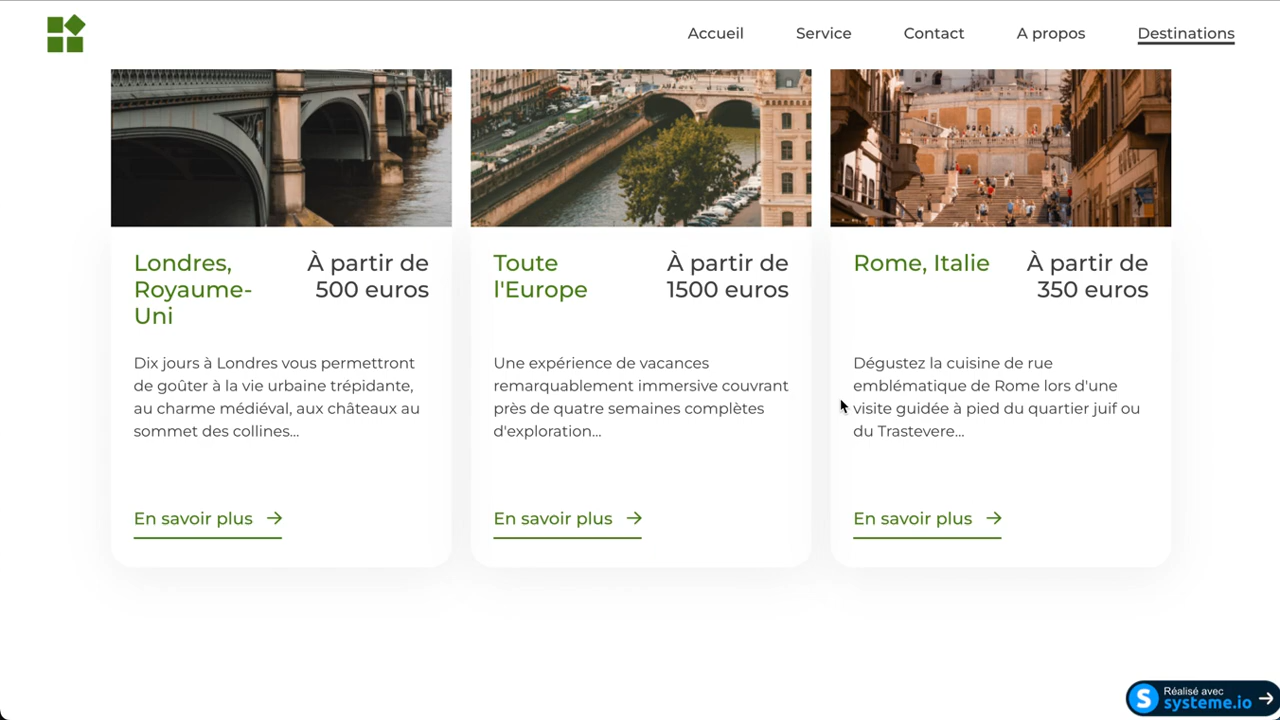 Accueil
Service
Contact
A propos
Destinations
Londres,
Royaume-
Uni
À partir de
500 euros
Dix jours à Londres vous permettront
de goûter à la vie urbaine trépidante,
au charme médiéval, aux châteaux au
sommet des collines...
En savoir plus
Toute
l'Europe
À partir de
1500 euros
Une expérience de vacances
remarquablement immersive couvrant
près de quatre semaines complètes
d'exploration...
En savoir plus
Rome, Italie
À partir de
350 euros
Dégustez la cuisine de rue
emblématique de Rome lors d'une
visite guidée à pied du quartier juif ou
du Trastevere...
En savoir plus
S
Réalisé avec
systeme.io